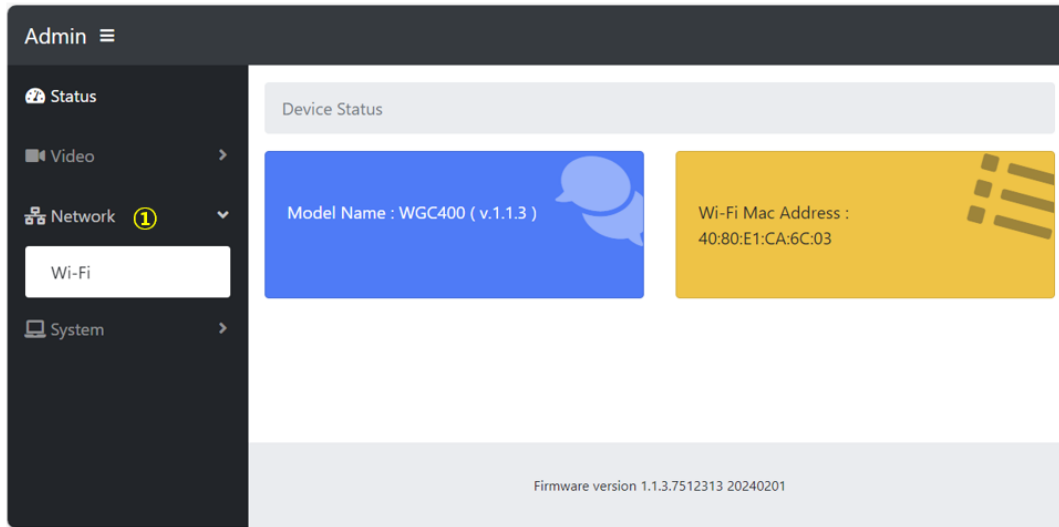 Admin
Status
Device Status
Video
Model Name : WGC400 ( v.1.1.3 )
Wi-Fi Mac Address :
40:80:E1:CA:6C:03
Network ①
Wi-Fi
System
Firmware version 1.1.3.7512313 20240201